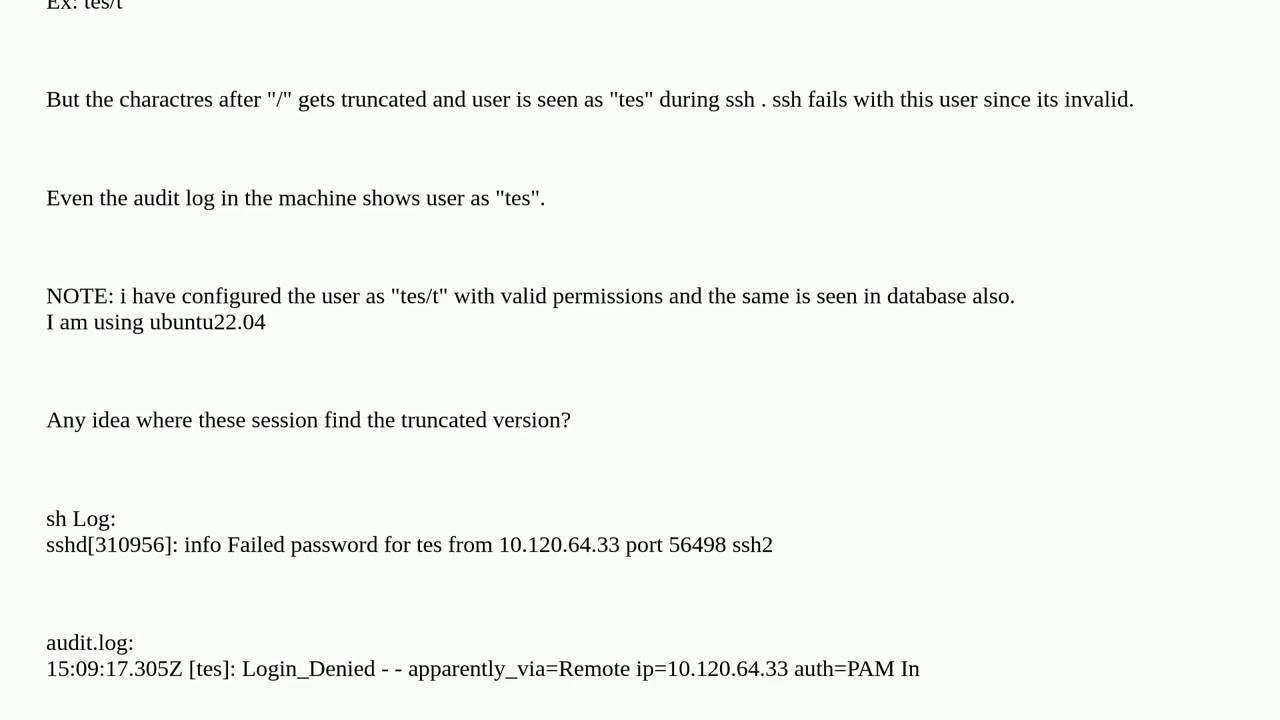 Ex: tes/t
But the charactres after "/" gets truncated and user is seen as "tes" during ssh . ssh fails with this user since its invalid.
Even the audit log in the machine shows user as "tes".
NOTE: i have configured the user as "tes/t" with valid permissions and the same is seen in database also.
I am using ubuntu22.04
Any idea where these session find the truncated version?
sh Log:
sshd[310956]: info Failed password for tes from 10.120.64.33 port 56498 ssh2
audit.log:
15:09:17.305Z [tes]: Login_Denied - - apparently_via=Remote ip=10.120.64.33 auth=PAM In